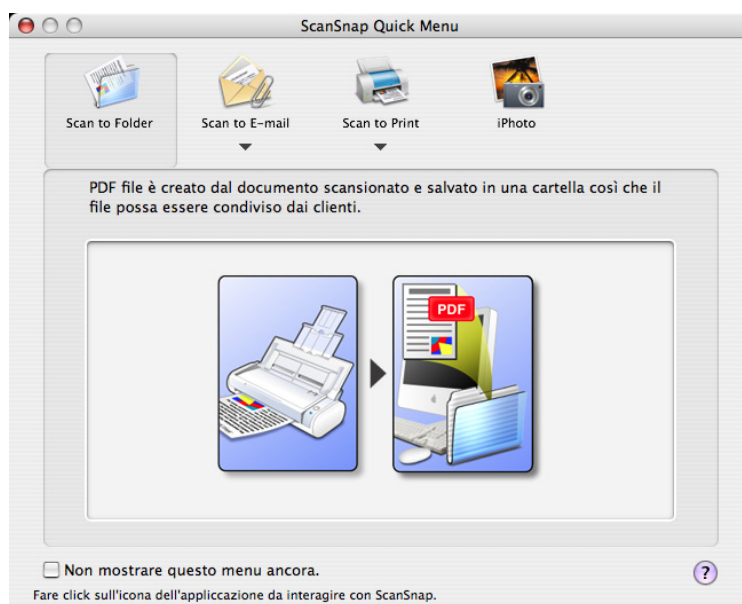 ScanSnap Quick Menu
Scan to Folder
Scan to E-mail
Scan to Print
iPhoto
PDF file è creato dal documento scansionato e salvato in una cartella così che il
file possa essere condiviso dai clienti.
PDF
Non mostrare questo menu ancora.
?
Fare click sull'icona dell'appliccazione da interagire con ScanSnap.